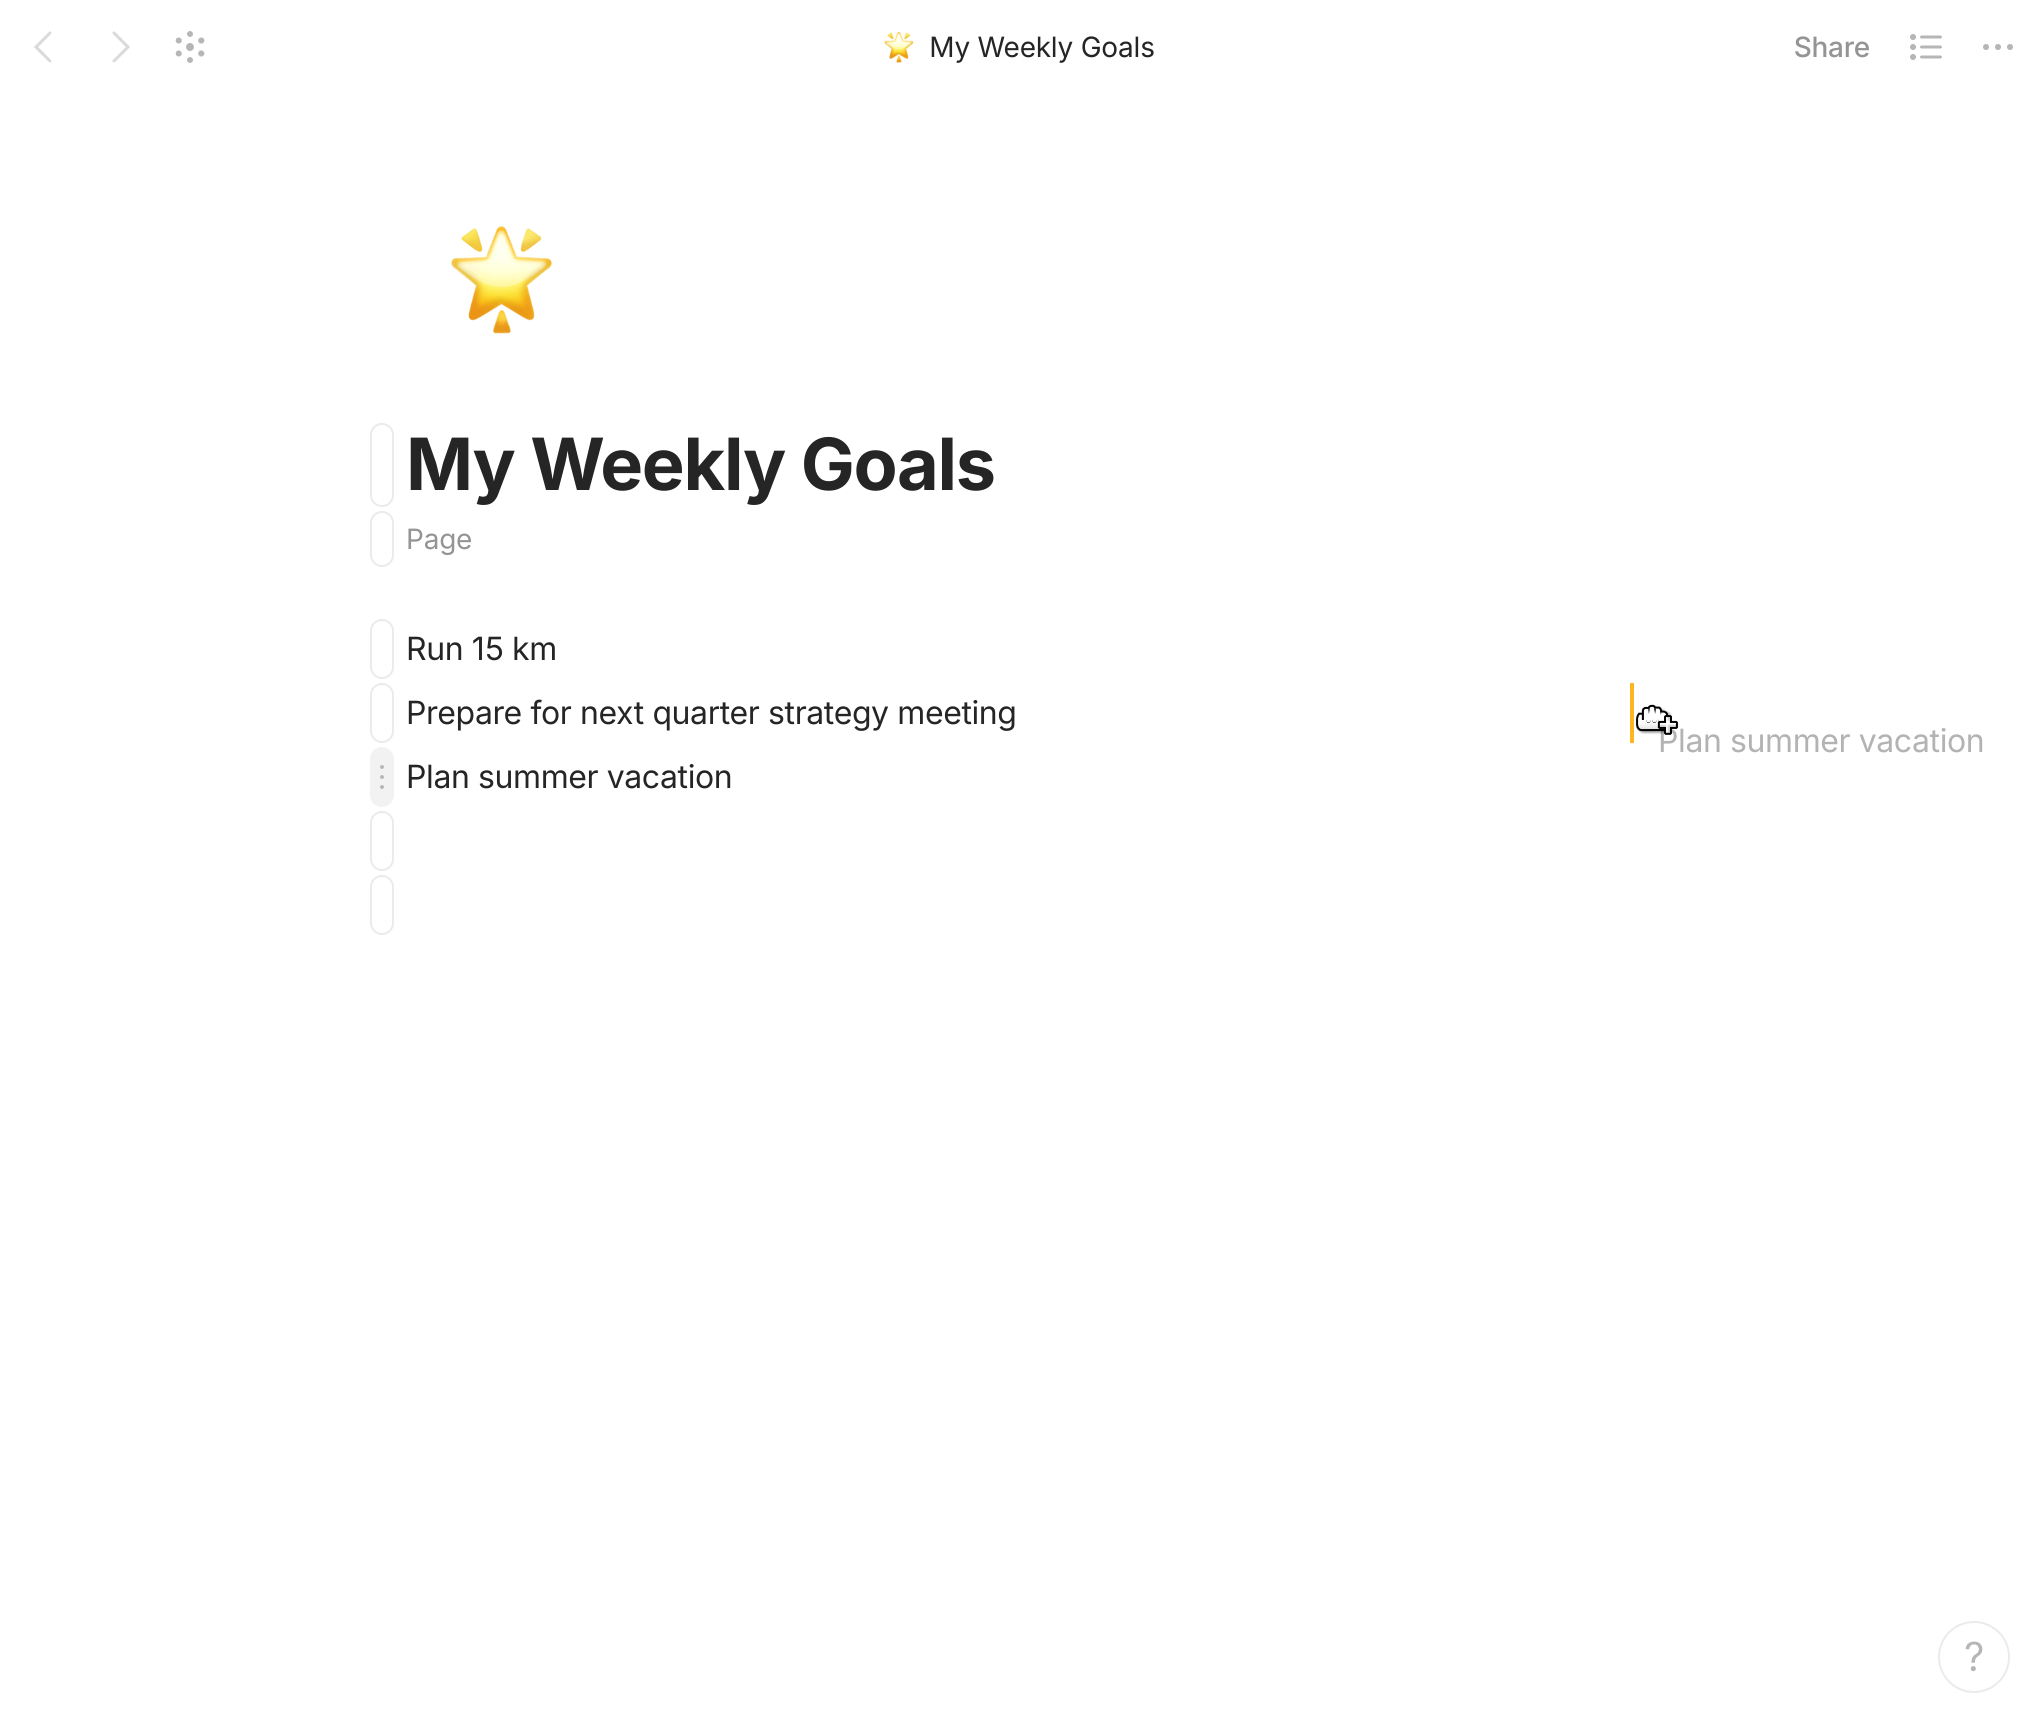 My Weekly Goals
Share
My Weekly Goals
Page
Run 15 km
Prepare for next quarter strategy meeting
Plan summer vacation
Plan summer vacation
?